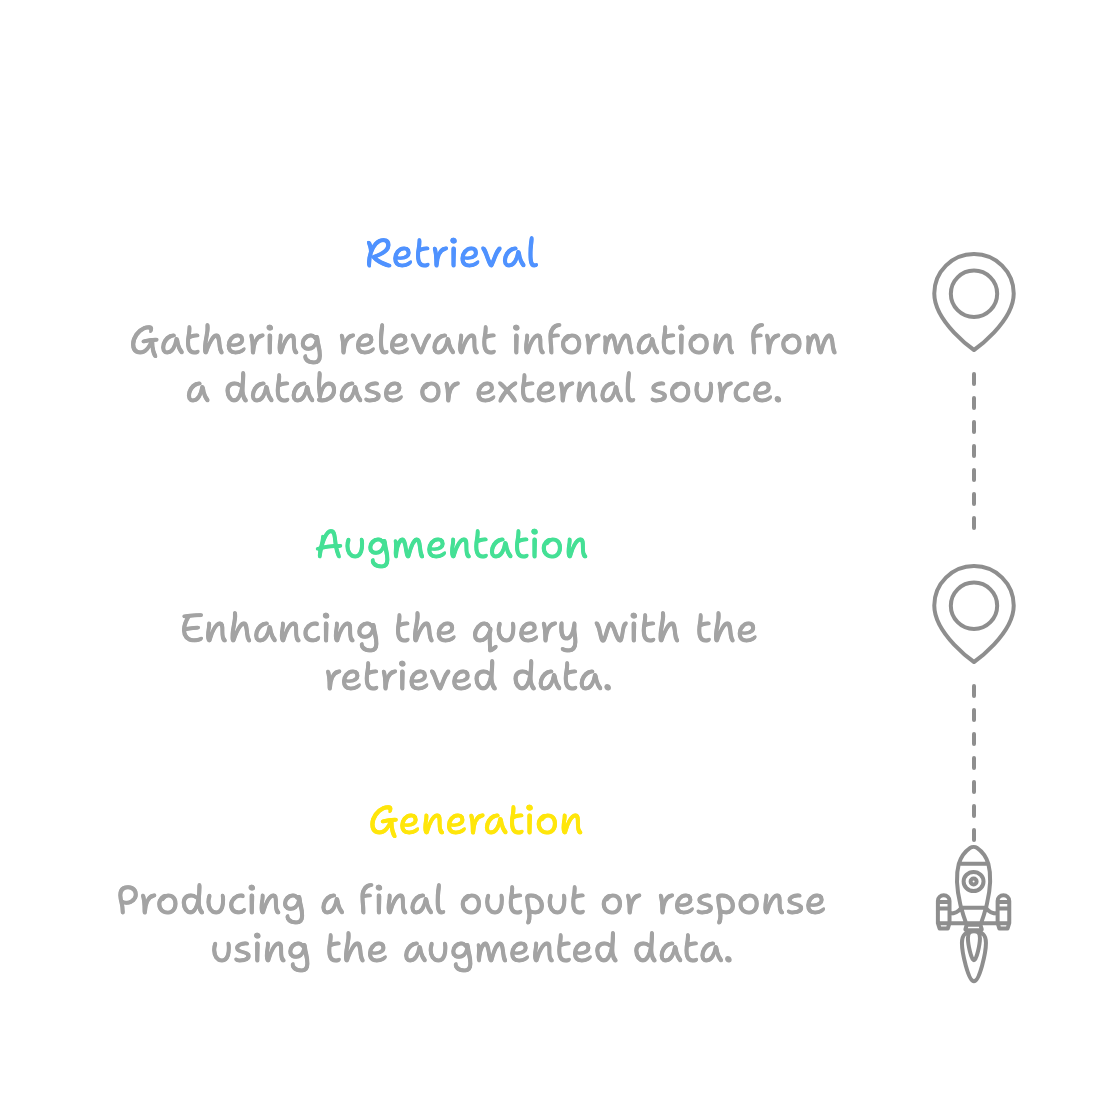 Retrieval
Gathering relevant information from
a database or external source.
Augmentation
Enhancing the query with the
retrieved data.
Generation
Producing a final output or response
using the augmented data.